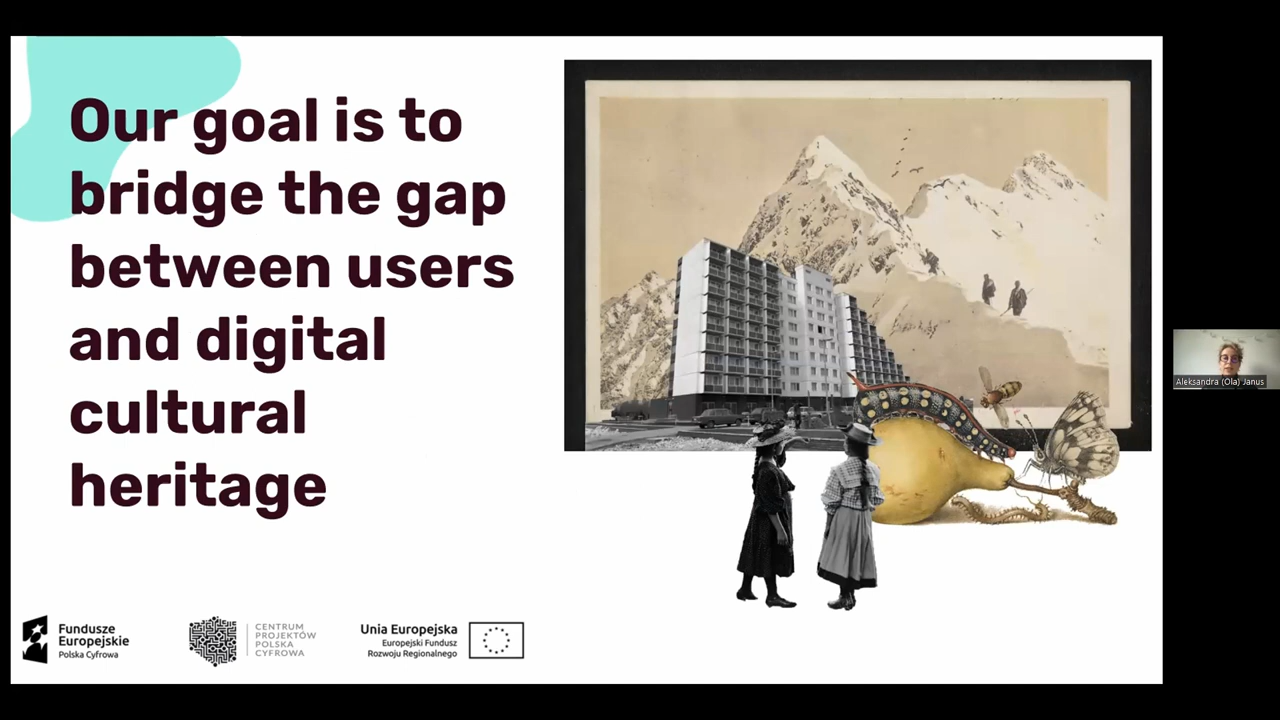 Our goal is to
bridge the gap
between users
and digital
cultural
heritage
Aleksandra (Ola) Janus
Fundusze
Europejskie
Polska Cyfrowa
CENTRUM
PROJEKTÓW
POLSKA
CYFROWA
Unia Europejska
Europejski Fundusz
Rozwoju Regionalnego